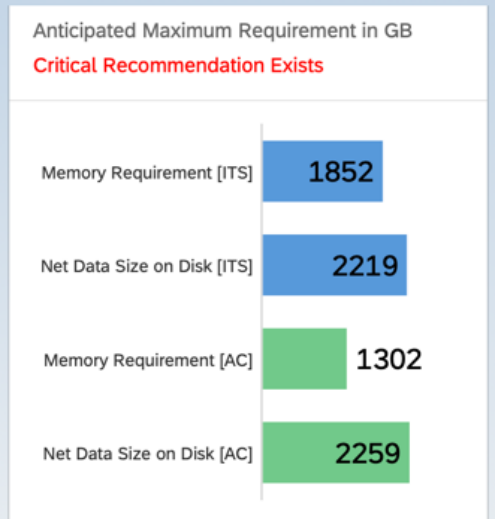 Anticipated Maximum Requirement in GB
Critical Recommendation Exists
Memory Requirement [ITS] 1852
Net Data Size on Disk [ITS] 2219
Memory Requirement [AC] 1302
Net Data Size on Disk [AC] 2259